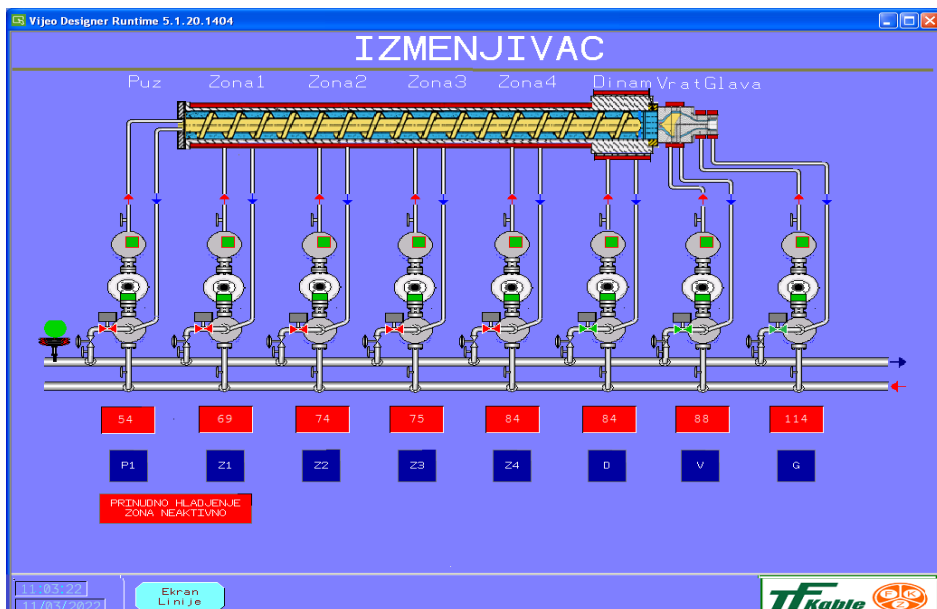 Vijeo Designer Runtime 5.1.20.1404
IZMENJIVAC
Puz Zona1 Zona2 Zona3 Zona4 Dinam Vrat Glava
54 69 74 75 84 84 88 114
P1 Z1 Z2 Z3 Z4 D V G
PRINUDNO HLADJENJE
ZONA NEAKTIVNO
11:03:22
11/03/2022
Ekran
Linije
TF Kable
FKZ